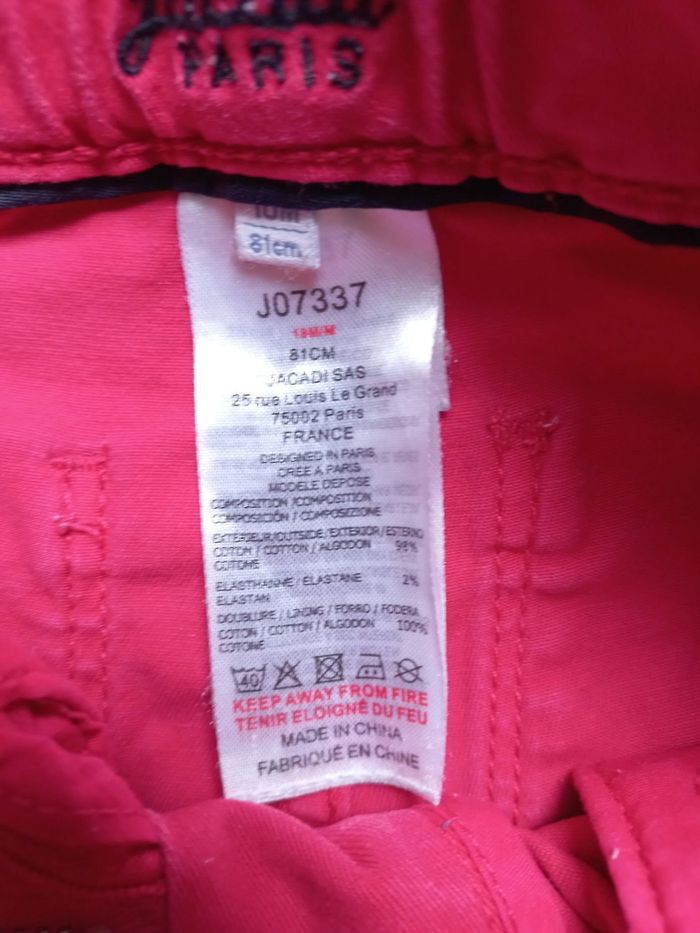 PARIS
81cm
J07337
18M/M
81CM
JACADI SAS
25 rue Louis Le Grand
75002 Paris
FRANCE
DESIGNED IN PARIS
CREE A PARIS
MODELE DEPOSE
COMPOSITION / COMPOSITION
COMPOSICIÓN / COMPOSIZIONE
EXTERIEUR/OUTSIDE/EXTERIOR/ESTERNO
COTON / COTTON / ALGODON 98%
COTONE
ELASTHANNE / ELASTANE 2%
ELASTAN
DOUBLURE / LINING / FORRO / FODERA
COTON / COTTON / ALGODON 100%
COTONE
40
KEEP AWAY FROM FIRE
TENIR ELOIGNÉ DU FEU
MADE IN CHINA
FABRIQUÉ EN CHINE